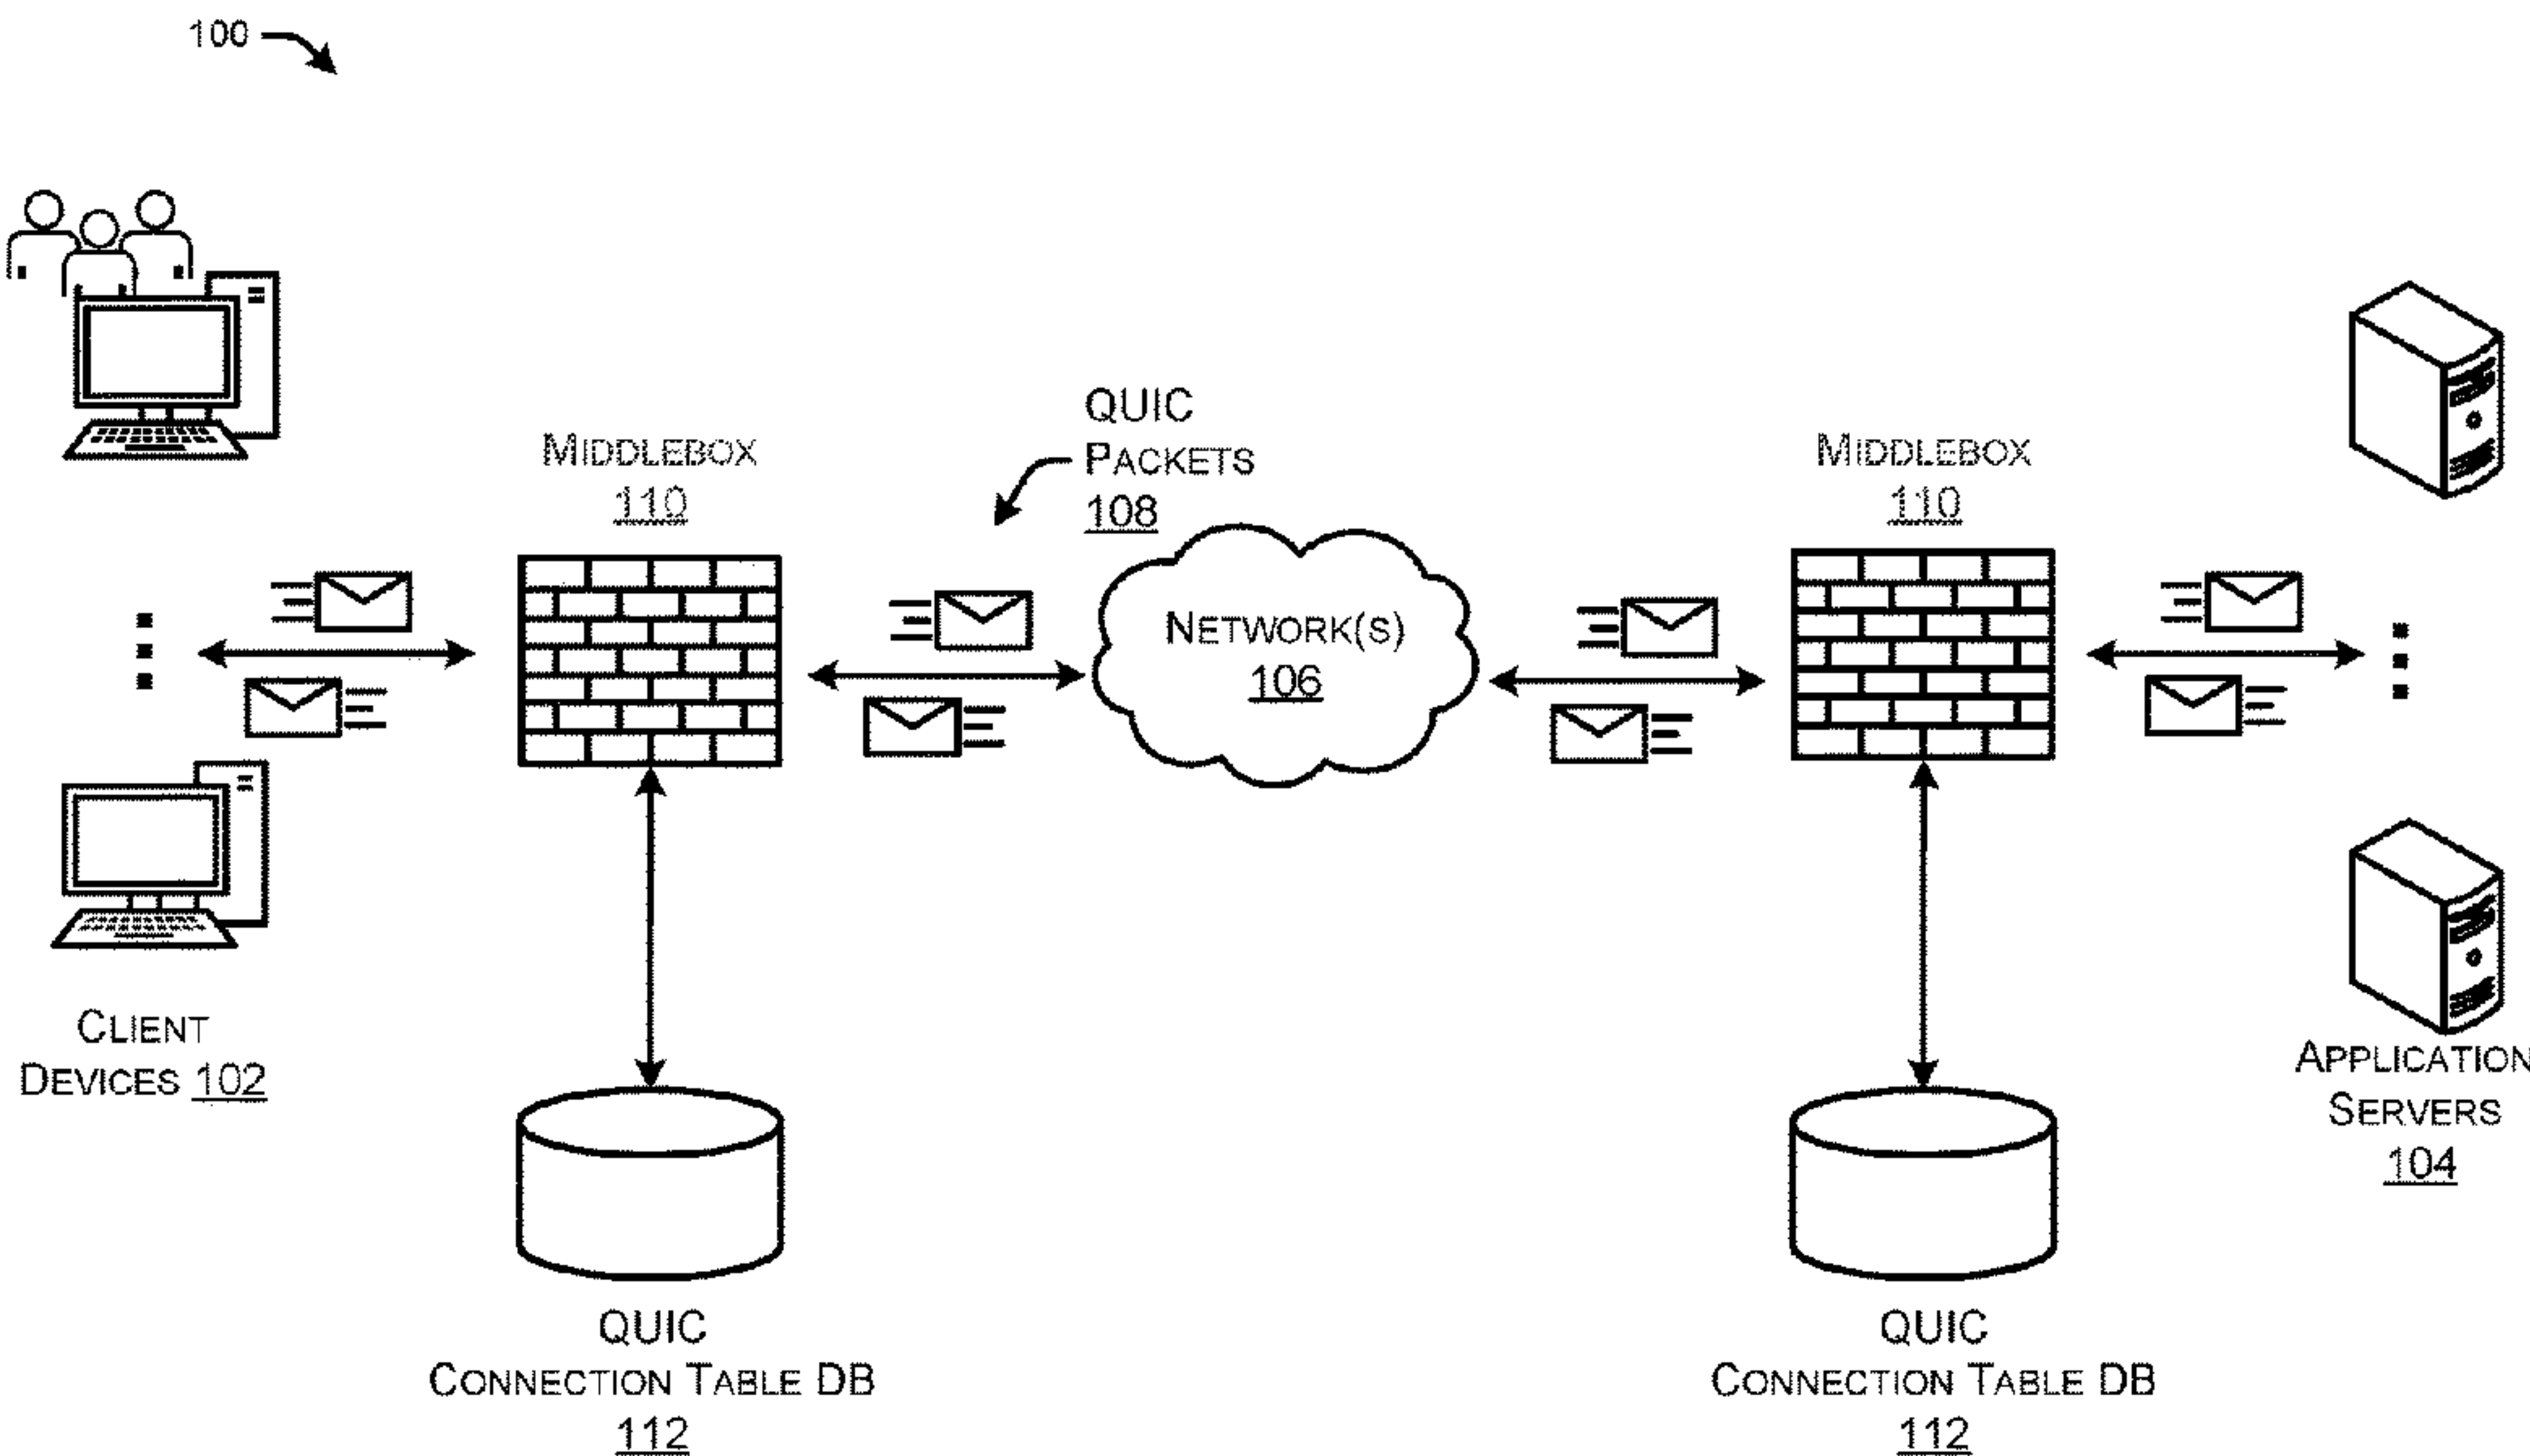 100
QUIC
PACKETS
108
MIDDLEBOX
110
MIDDLEBOX
110
NETWORK(S)
106
CLIENT
DEVICES 102
APPLICATION
SERVERS
104
QUIC
CONNECTION TABLE DB
112
QUIC
CONNECTION TABLE DB
112